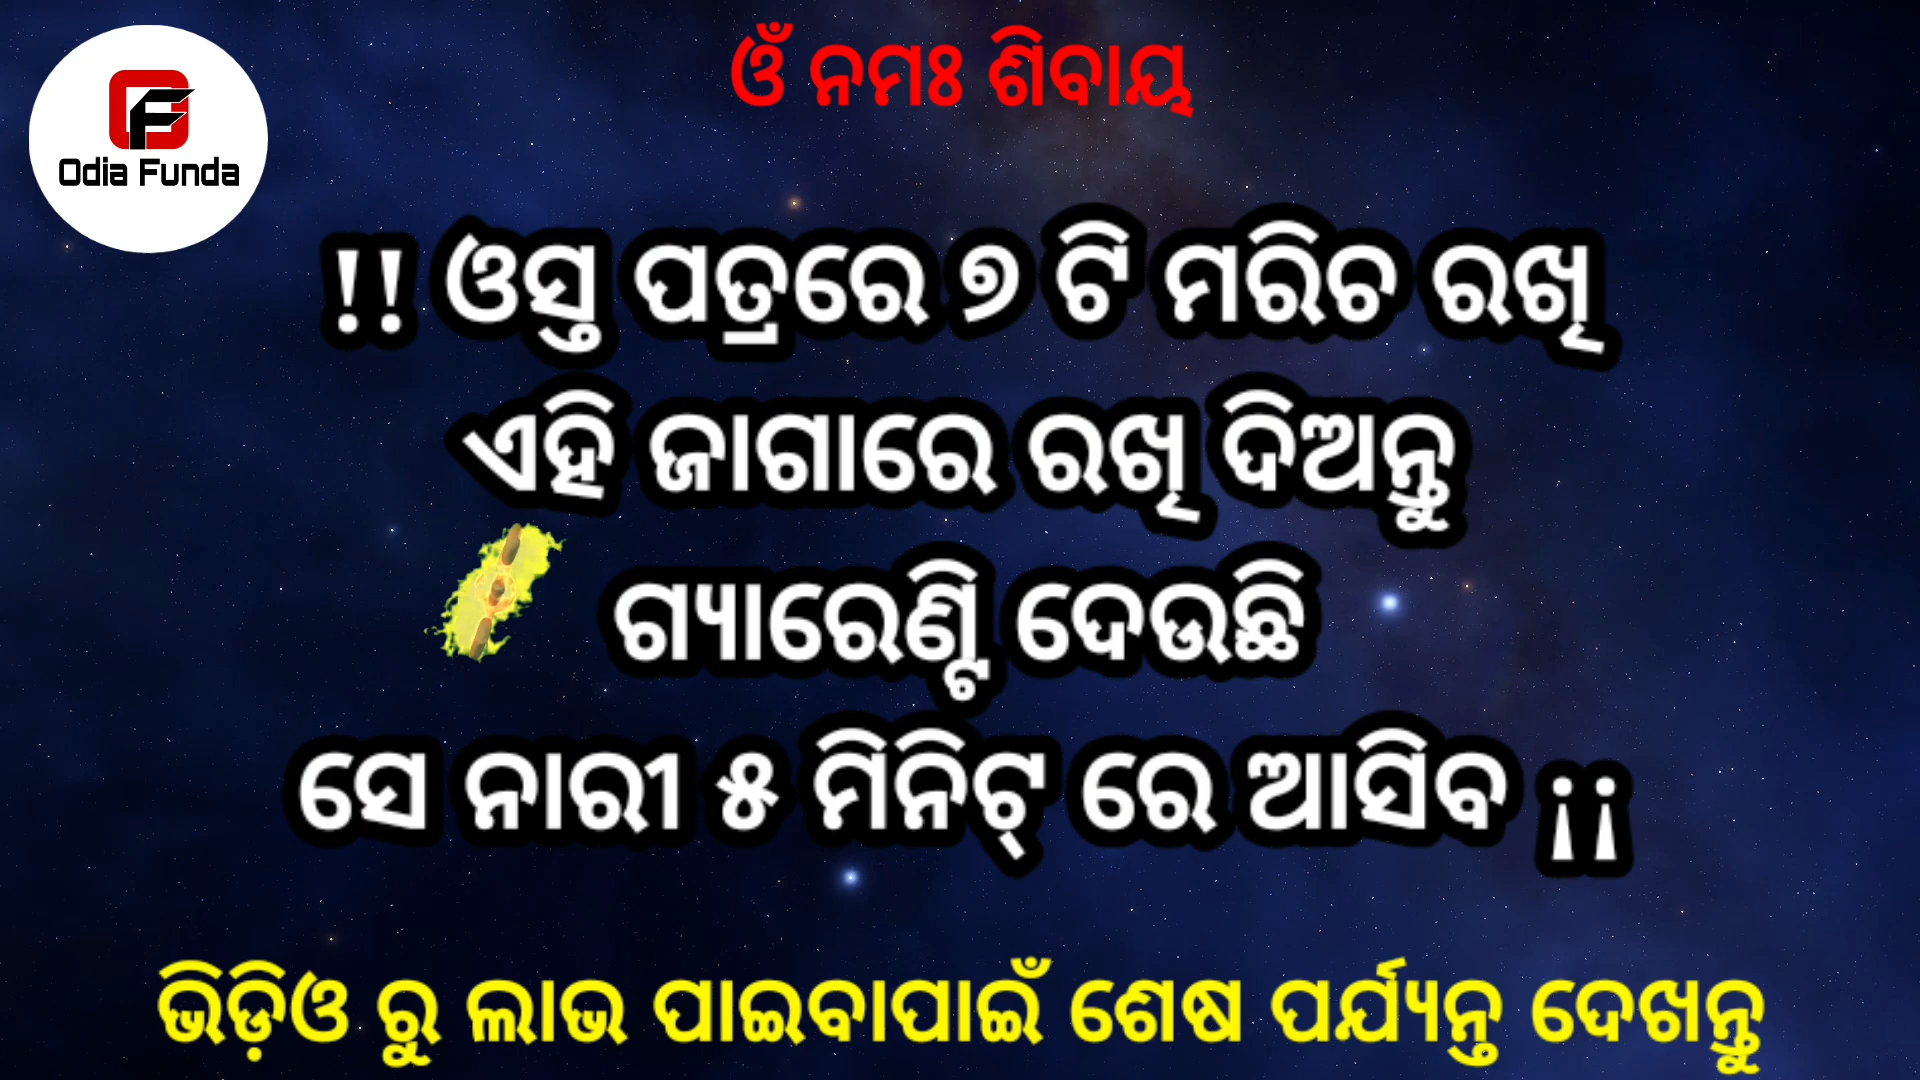 ଓଁ ନମଃ ଶିବାୟ
Odia Funda
!! ଓସ୍ତ ପତ୍ରରେ ୭ ଟି ମରିଚ ରଖି
ଏହି ଜାଗାରେ ରଖି ଦିଅନ୍ତୁ
ଗ୍ୟାରେଣ୍ଟି ଦେଉଛି
ସେ ନାରୀ ୫ ମିନିଟ୍ ରେ ଆସିବ ¡¡
ଭିଡ଼ିଓ ରୁ ଲାଭ ପାଇବାପାଇଁ ଶେଷ ପର୍ଯ୍ୟନ୍ତ ଦେଖନ୍ତୁ